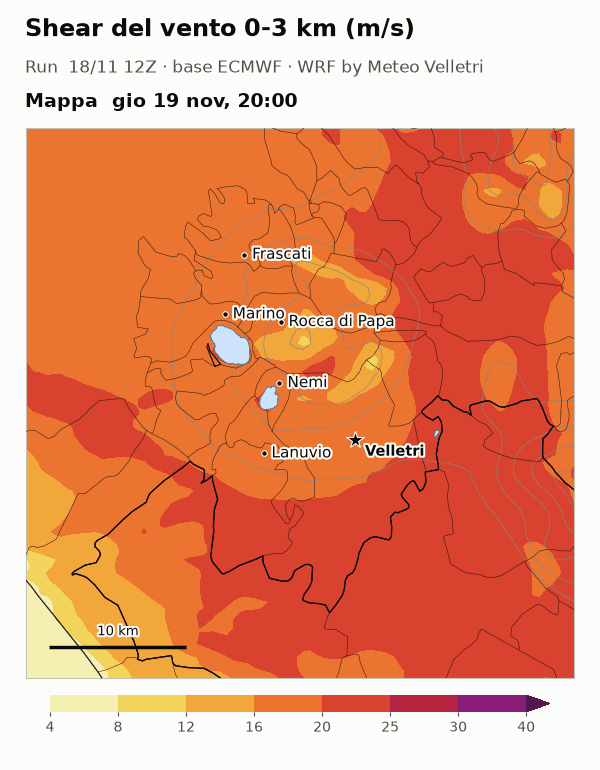 Shear del vento 0-3 km (m/s)
Run  18/11 12Z · base ECMWF · WRF by Meteo Velletri
Mappa  gio 19 nov, 20:00
Frascati
Marino
Rocca di Papa
Nemi
Velletri
Lanuvio
10 km
4 8 12 16 20 25 30 40